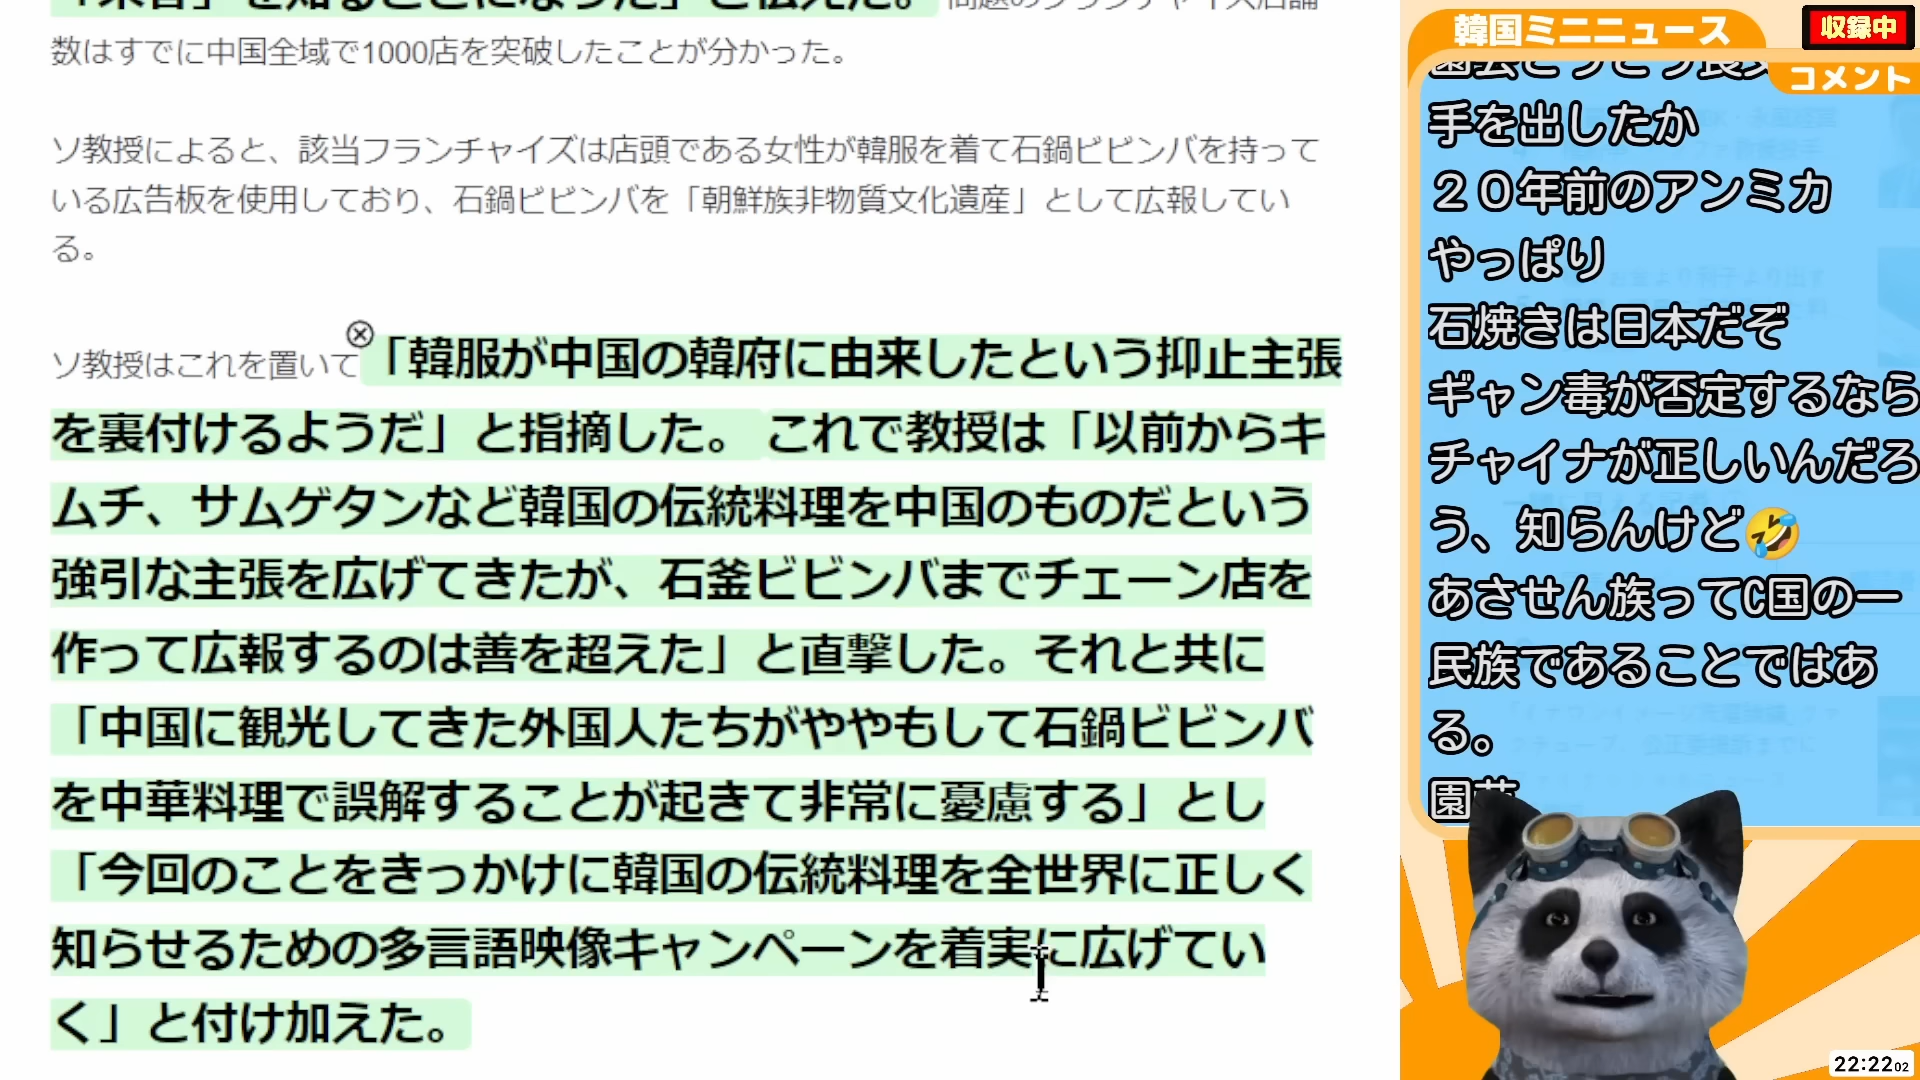 数はすでに中国全域で1000店を突破したことが分かった。
ソ教授によると、該当フランチャイズは店頭である女性が韓服を着て石鍋ビビンバを持って
いる広告板を使用しており、石鍋ビビンバを「朝鮮族非物質文化遺産」として広報してい
る。
ソ教授はこれを置いて「韓服が中国の韓府に由来したという抑止主張
を裏付けるようだ」と指摘した。 これで教授は「以前からキ
ムチ、サムゲタンなど韓国の伝統料理を中国のものだという
強引な主張を広げてきたが、石釜ビビンバまでチェーン店を
作って広報するのは善を超えた」と直撃した。それと共に
「中国に観光してきた外国人たちがややもして石鍋ビビンバ
を中華料理で誤解することが起きて非常に憂慮する」とし
「今回のことをきっかけに韓国の伝統料理を全世界に正しく
知らせるための多言語映像キャンペーンを着実に広げてい
く」と付け加えた。
韓国ミニニュース
収録中
コメント
手を出したか
２０年前のアンミカ
やっぱり
石焼きは日本だぞ
ギャン毒が否定するなら
チャイナが正しいんだろ
う、知らんけど🤣
あさせん族ってC国の一
民族であることではあ
る。
22:22 02